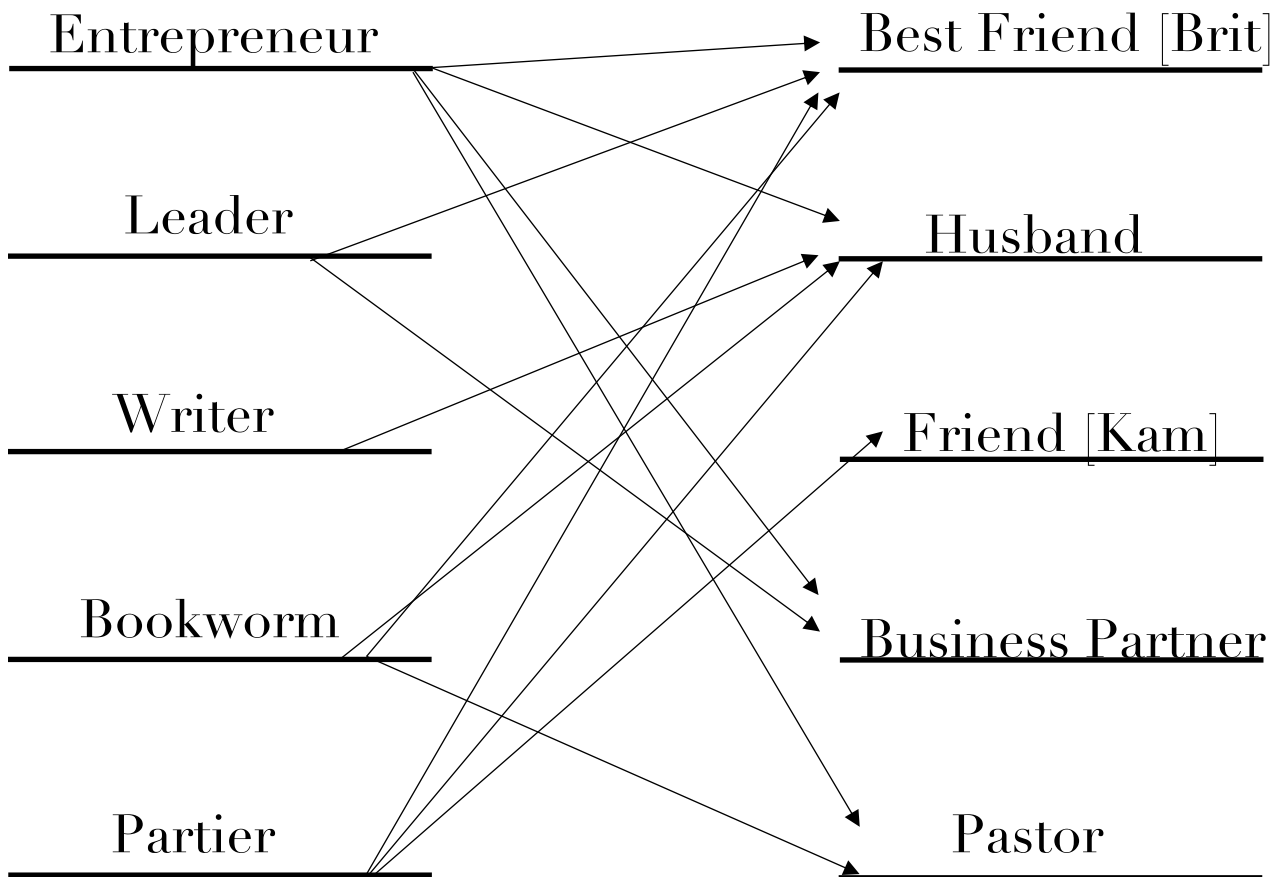 Entrepreneur
Best Friend [Brit]
Leader
Husband
Writer
Friend [Kam]
Bookworm
Business Partner
Partier
Pastor